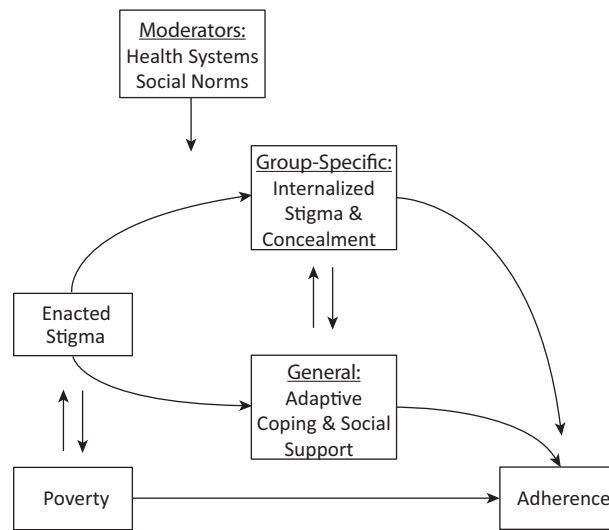 Moderators:
Health Systems
Social Norms
Group-Specific:
Internalized
Stigma &
Concealment
Enacted
Stigma
General:
Adaptive
Coping & Social
Support
Poverty
Adherence